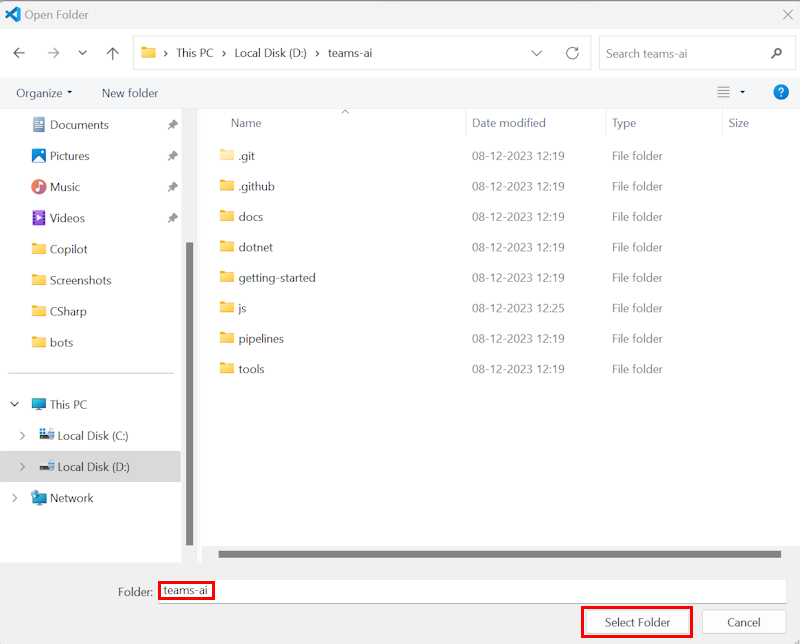 Open Folder
This PC > Local Disk (D:) > teams-ai
Search teams-ai
Organize
New folder
?
Documents
Pictures
Music
Videos
Copilot
Screenshots
CSharp
bots
This PC
Local Disk (C:)
Local Disk (D:)
Network
Name Date modified Type Size
.git 08-12-2023 12:19 File folder
.github 08-12-2023 12:19 File folder
docs 08-12-2023 12:19 File folder
dotnet 08-12-2023 12:19 File folder
getting-started 08-12-2023 12:19 File folder
js 08-12-2023 12:25 File folder
pipelines 08-12-2023 12:19 File folder
tools 08-12-2023 12:19 File folder
Folder: teams-ai
Select Folder
Cancel